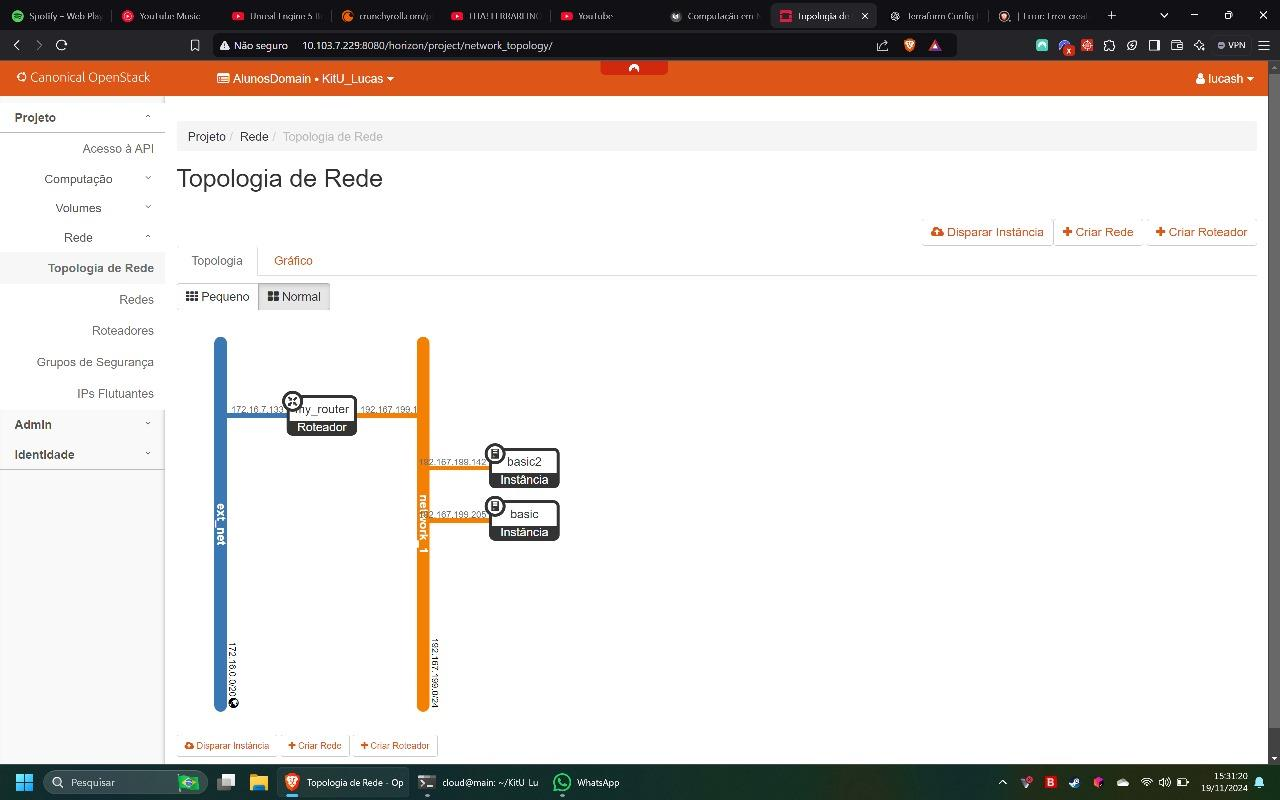 Spotify – Web Play
YouTube Music
Unreal Engine 5 B
crunchyroll.com/p
YouTube
Computação em N
Topologia de
Terraform Config F
| Error: Error creat
Não seguro
10.103.7.229:8080/horizon/project/network_topology/
VPN
Canonical OpenStack
AlunosDomain • KitU_Lucas
lucash
Projeto
Projeto / Rede / Topologia de Rede
Acesso à API
Computação
Topologia de Rede
Volumes
Rede
Disparar Instância
Criar Rede
Criar Roteador
Topologia de Rede
Topologia
Gráfico
Redes
Pequeno
Normal
Roteadores
Grupos de Segurança
IPs Flutuantes
Admin
Identidade
172.16.7.133
my_router
Roteador
192.167.199.1
192.167.199.142
basic2
Instância
192.167.199.205
basic
Instância
ext_net
network_1
172.16.0.0/20
192.167.199.0/24
Disparar Instância
Criar Rede
Criar Roteador
Pesquisar
Topologia de Rede - Op
cloud@main: ~/KitU_Lu
WhatsApp
15:31:20
19/11/2024